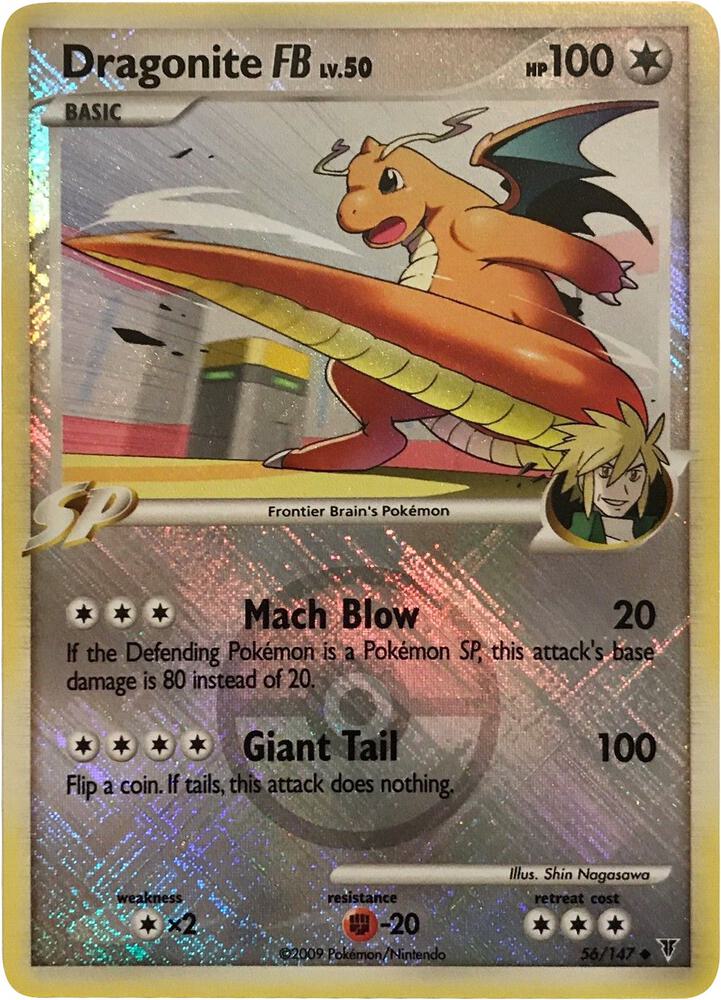 Dragonite FB LV.50 HP 100
BASIC
SP
Frontier Brain's Pokémon
Mach Blow 20
If the Defending Pokémon is a Pokémon SP, this attack's base
damage is 80 instead of 20.
Giant Tail 100
Flip a coin. If tails, this attack does nothing.
Illus. Shin Nagasawa
weakness resistance retreat cost
×2 -20
©2009 Pokémon/Nintendo 56/147